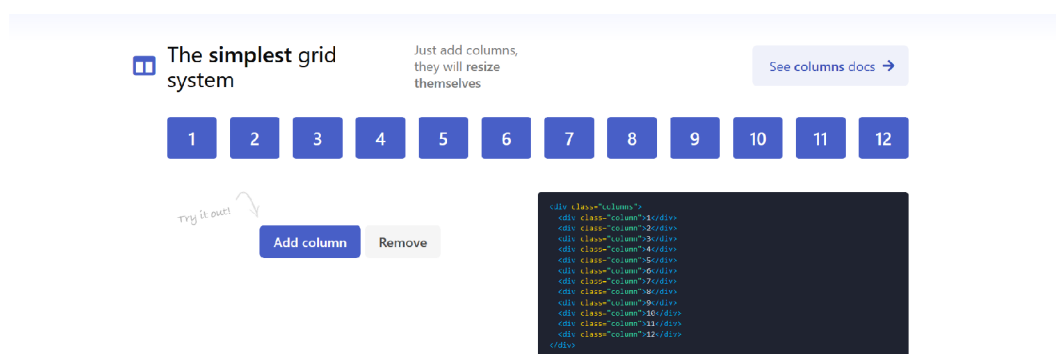 The simplest grid
system
Just add columns,
they will resize
themselves
See columns docs →
1 2 3 4 5 6 7 8 9 10 11 12
Try it out!
Add column Remove
<div class="columns">
<div class="column">1</div>
<div class="column">2</div>
<div class="column">3</div>
<div class="column">4</div>
<div class="column">5</div>
<div class="column">6</div>
<div class="column">7</div>
<div class="column">8</div>
<div class="column">9</div>
<div class="column">10</div>
<div class="column">11</div>
<div class="column">12</div>
</div>